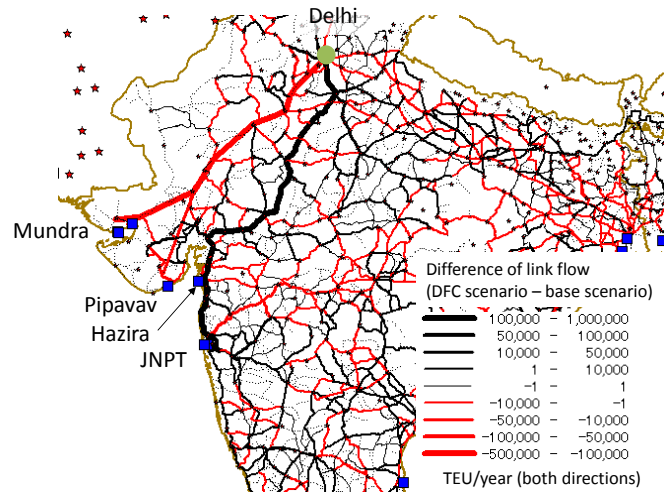 Delhi
Mundra
Pipavav
Hazira
JNPT
Difference of link flow
(DFC scenario – base scenario)
100,000 – 1,000,000
50,000 – 100,000
10,000 – 50,000
1 – 10,000
−1 – 1
−10,000 – −1
−50,000 – −10,000
−100,000 – −50,000
−500,000 – −100,000
TEU/year (both directions)